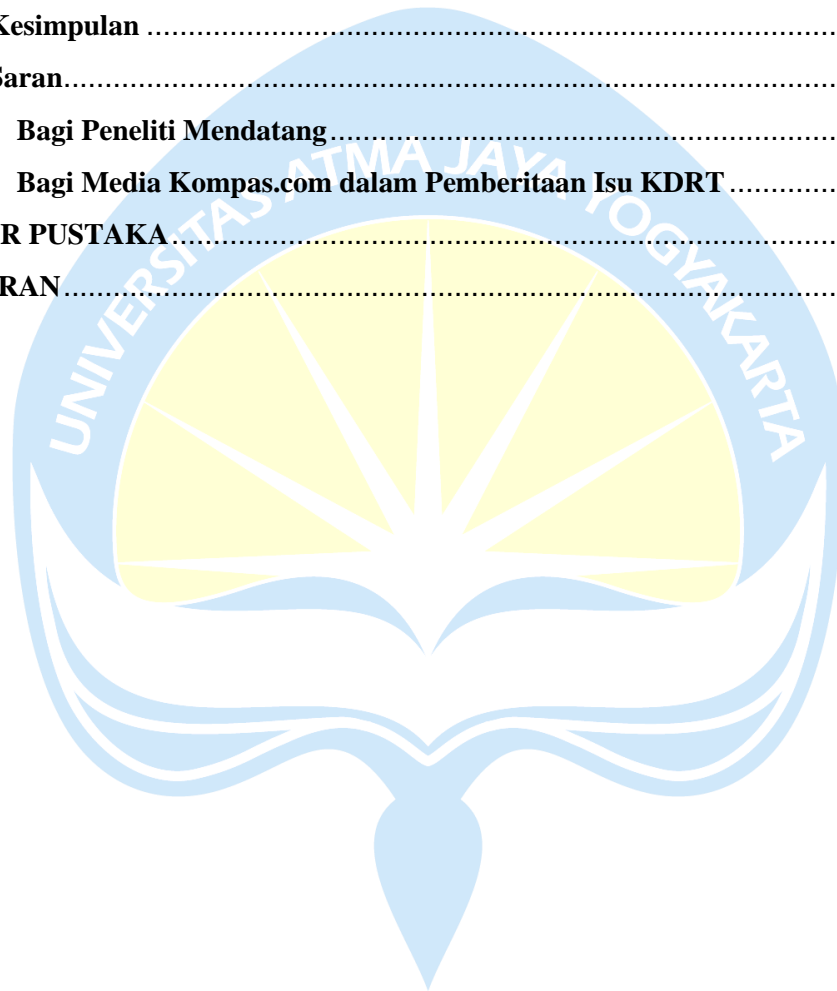 Kesimpulan ................................................................................
Saran..........................................................................................
Bagi Peneliti Mendatang............................................................
Bagi Media Kompas.com dalam Pemberitaan Isu KDRT.............
R PUSTAKA..............................................................................
RAN...........................................................................................
UNIVERSITAS ATMA JAYA YOGYAKARTA